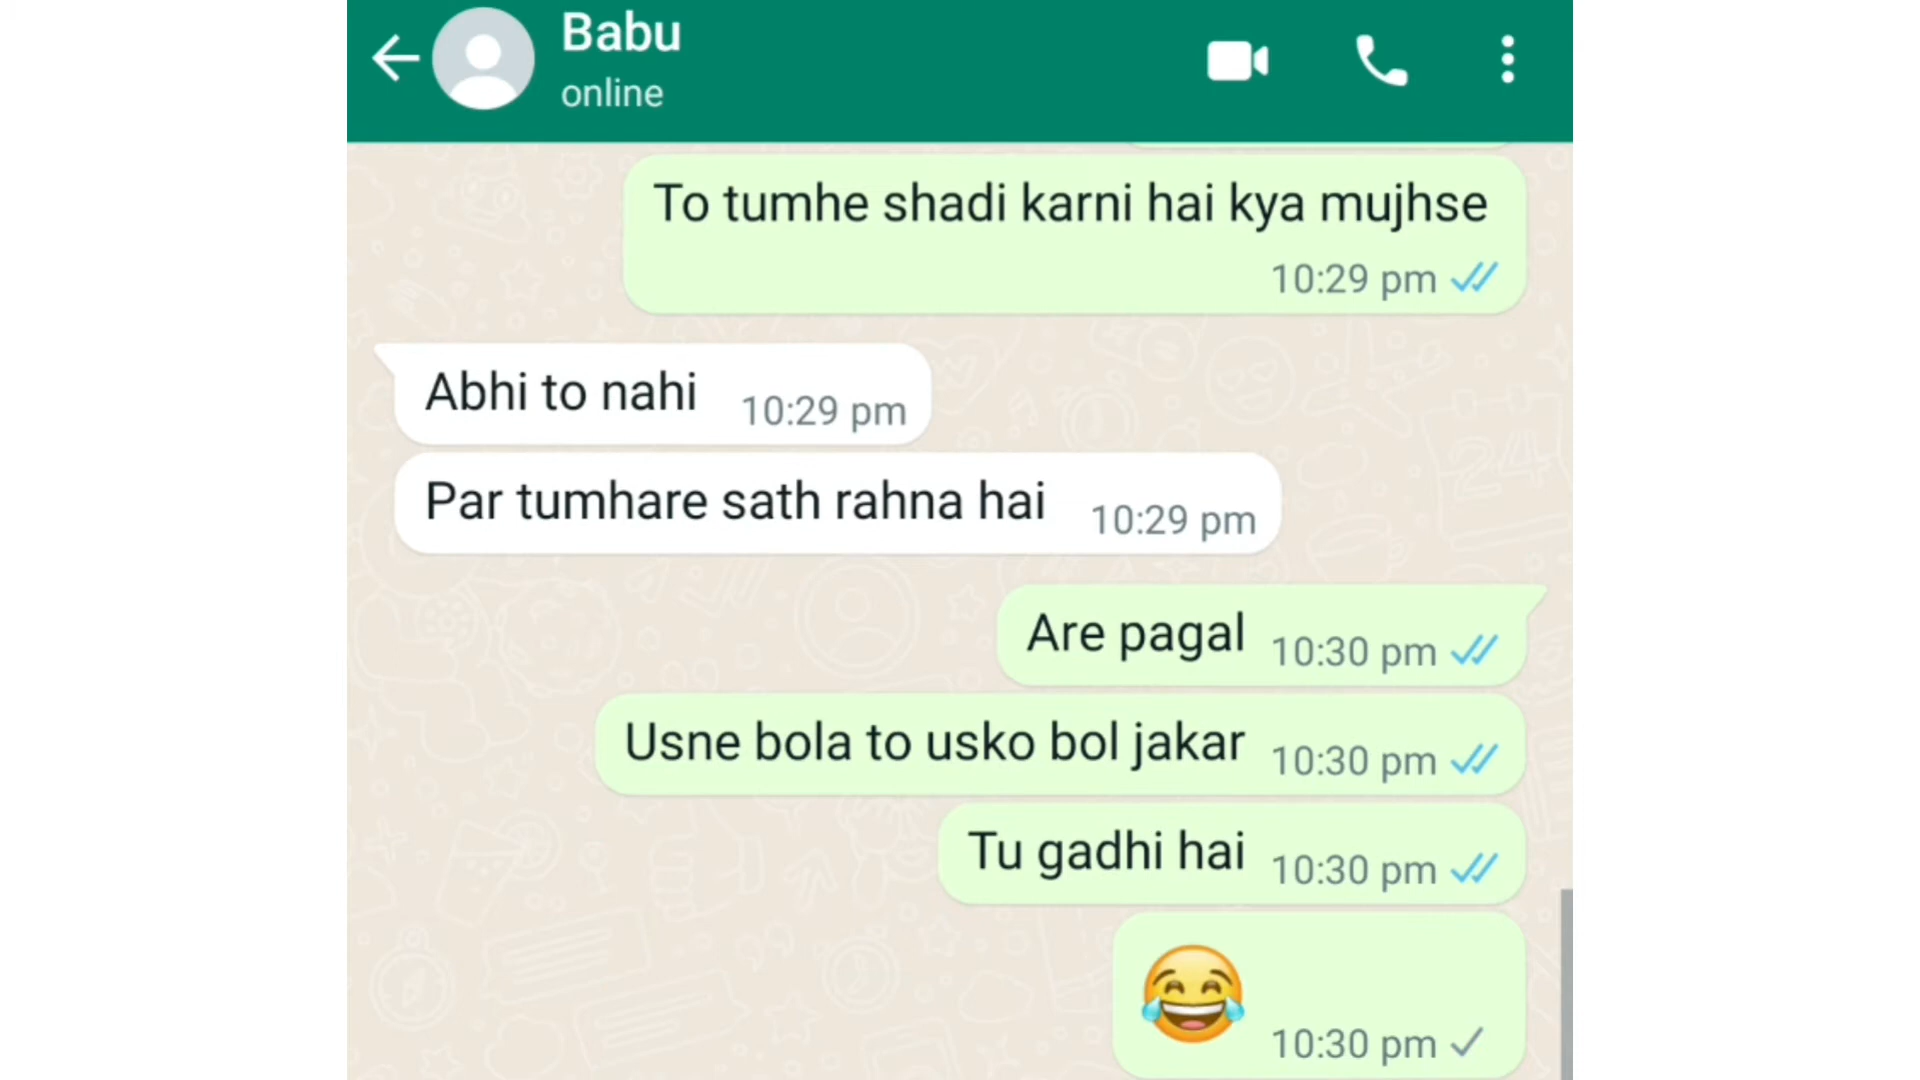 Babu
online
To tumhe shadi karni hai kya mujhse
10:29 pm
Abhi to nahi 10:29 pm
Par tumhare sath rahna hai 10:29 pm
Are pagal 10:30 pm
Usne bola to usko bol jakar 10:30 pm
Tu gadhi hai 10:30 pm
😂 10:30 pm